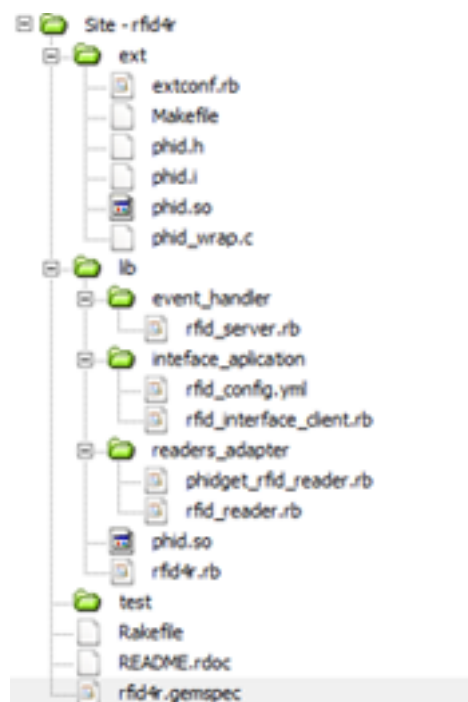 Site - rfid4r
ext
extconf.rb
Makefile
phid.h
phid.i
phid.so
phid_wrap.c
lib
event_handler
rfid_server.rb
inteface_aplication
rfid_config.yml
rfid_interface_client.rb
readers_adapter
phidget_rfid_reader.rb
rfid_reader.rb
phid.so
rfid4r.rb
test
Rakefile
README.rdoc
rfid4r.gemspec